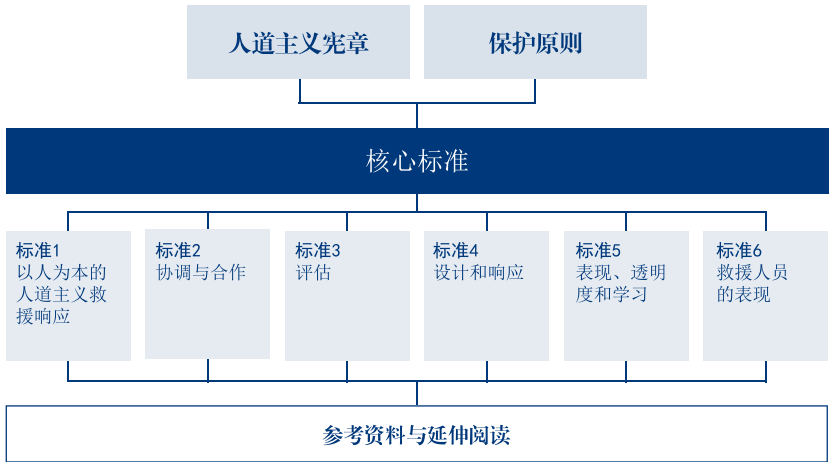 人道主义宪章
保护原则
核心标准
标准1
以人为本的
人道主义救
援响应
标准2
协调与合作
标准3
评估
标准4
设计和响应
标准5
表现、透明
度和学习
标准6
救援人员
的表现
参考资料与延伸阅读